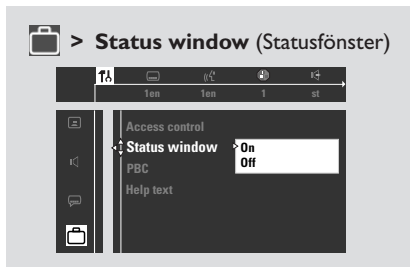 > Status window (Statusfönster)
1en 1en 1 st
Access control
Status window
On
Off
PBC
Help text